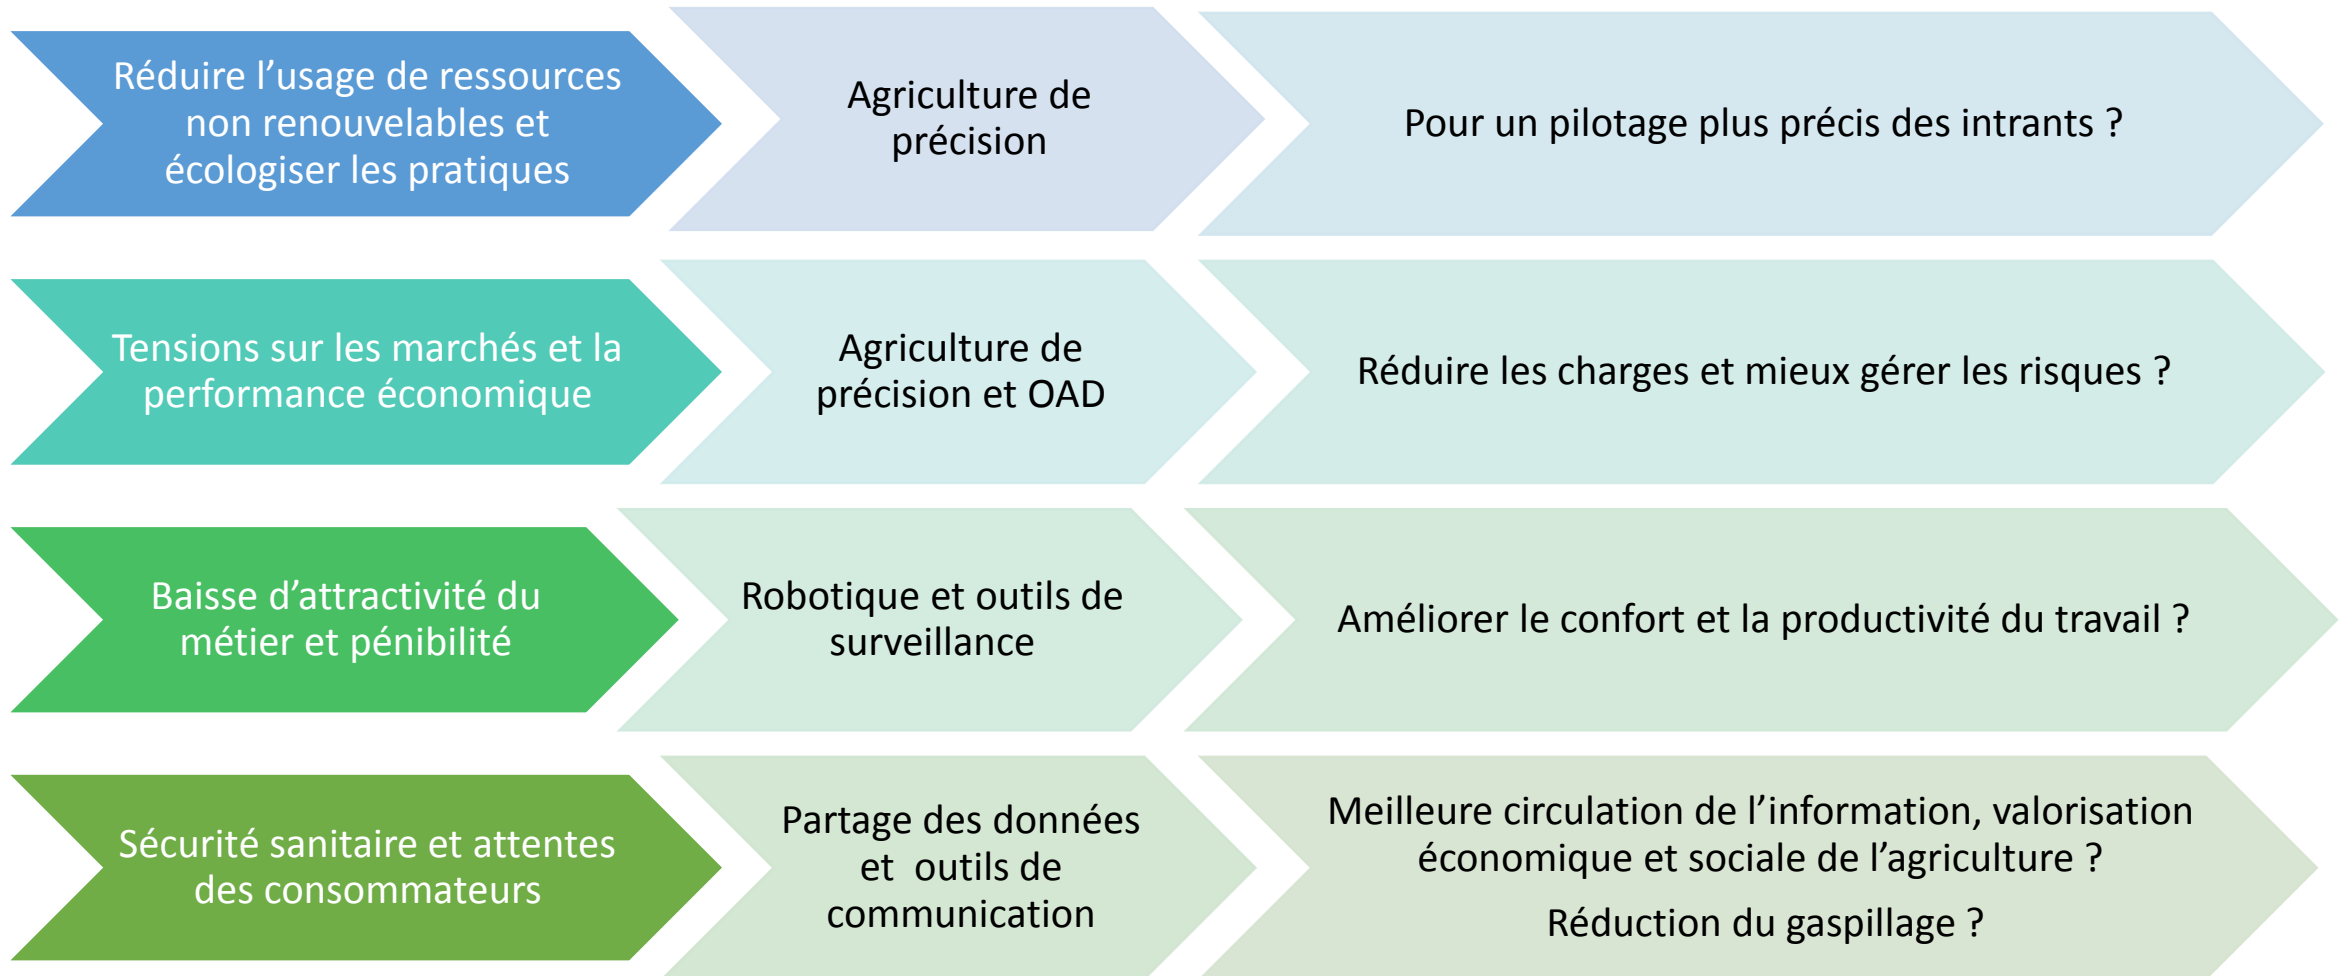 Réduire l’usage de ressources
non renouvelables et
écologiser les pratiques
Agriculture de
précision
Pour un pilotage plus précis des intrants ?
Tensions sur les marchés et la
performance économique
Agriculture de
précision et OAD
Réduire les charges et mieux gérer les risques ?
Baisse d’attractivité du
métier et pénibilité
Robotique et outils de
surveillance
Améliorer le confort et la productivité du travail ?
Sécurité sanitaire et attentes
des consommateurs
Partage des données
et  outils de
communication
Meilleure circulation de l’information, valorisation
économique et sociale de l’agriculture ?
Réduction du gaspillage ?